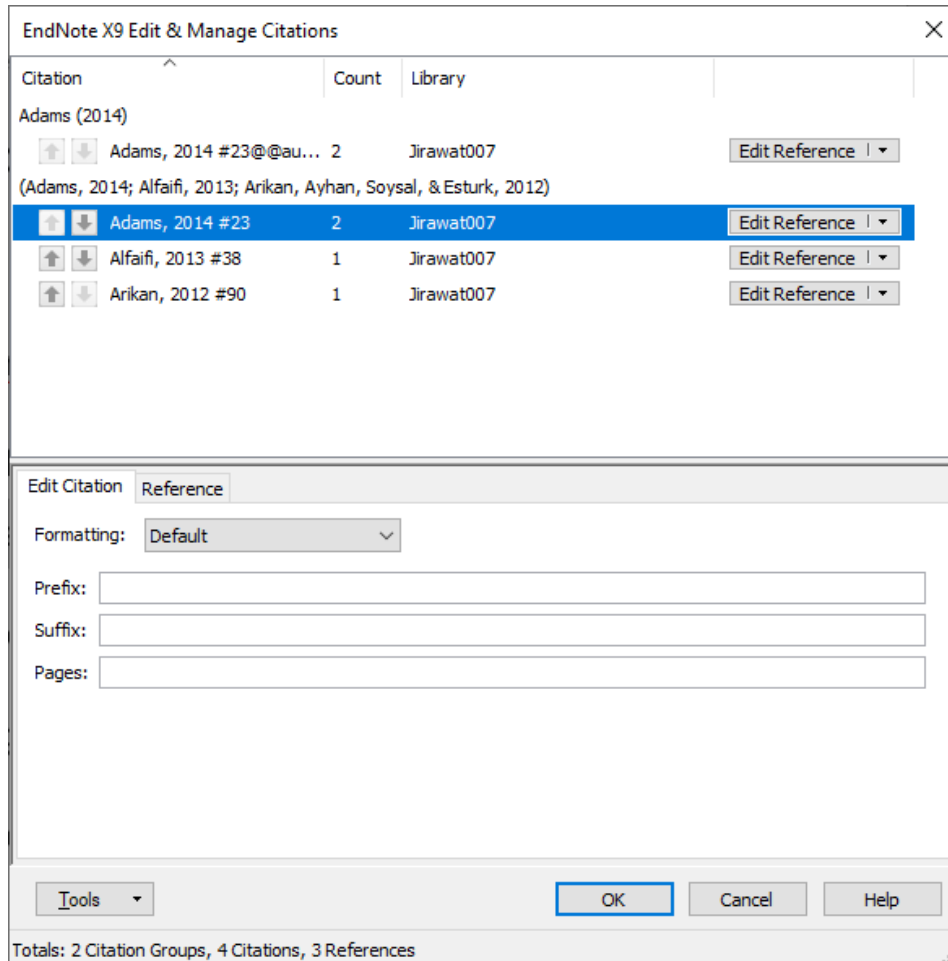 EndNote X9 Edit & Manage Citations
Citation Count Library
Adams (2014)
Adams, 2014 #23@@au... 2 Jirawat007 Edit Reference
(Adams, 2014; Alfaifi, 2013; Arikan, Ayhan, Soysal, & Esturk, 2012)
Adams, 2014 #23 2 Jirawat007 Edit Reference
Alfaifi, 2013 #38 1 Jirawat007 Edit Reference
Arikan, 2012 #90 1 Jirawat007 Edit Reference
Edit Citation Reference
Formatting: Default
Prefix:
Suffix:
Pages:
Tools OK Cancel Help
Totals: 2 Citation Groups, 4 Citations, 3 References